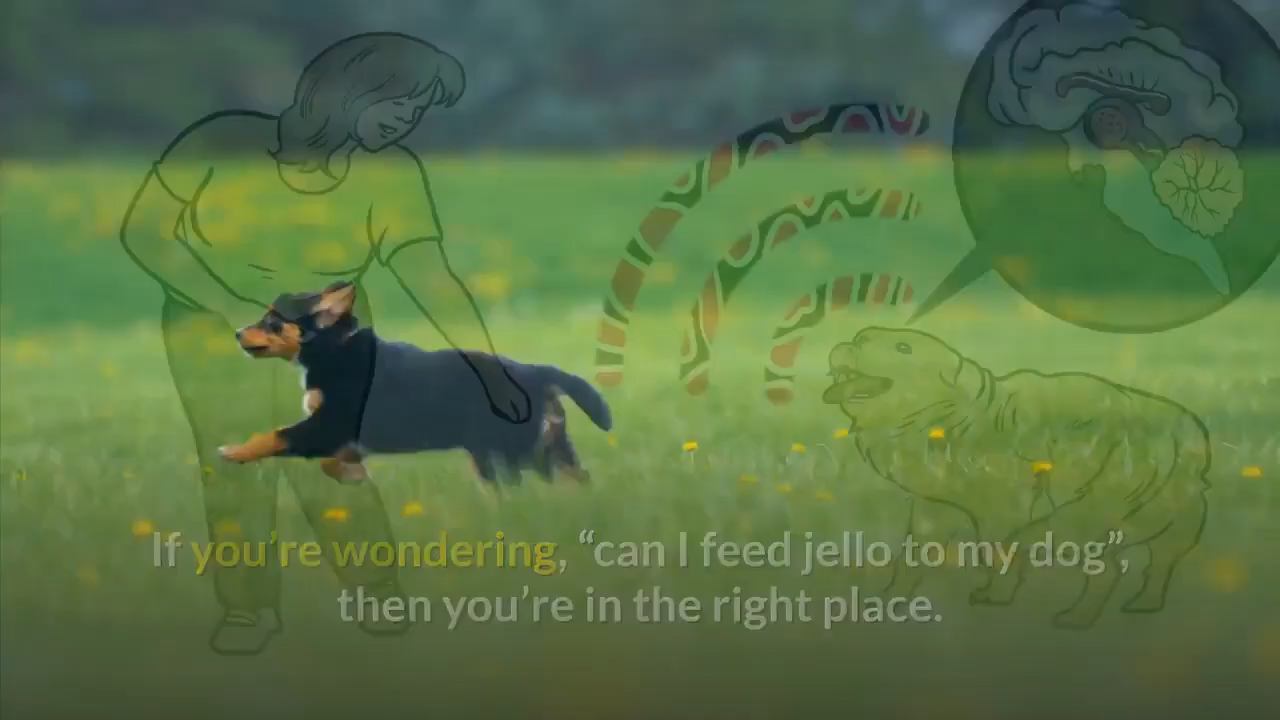 If you’re wondering, “can I feed jello to my dog”,
then you’re in the right place.